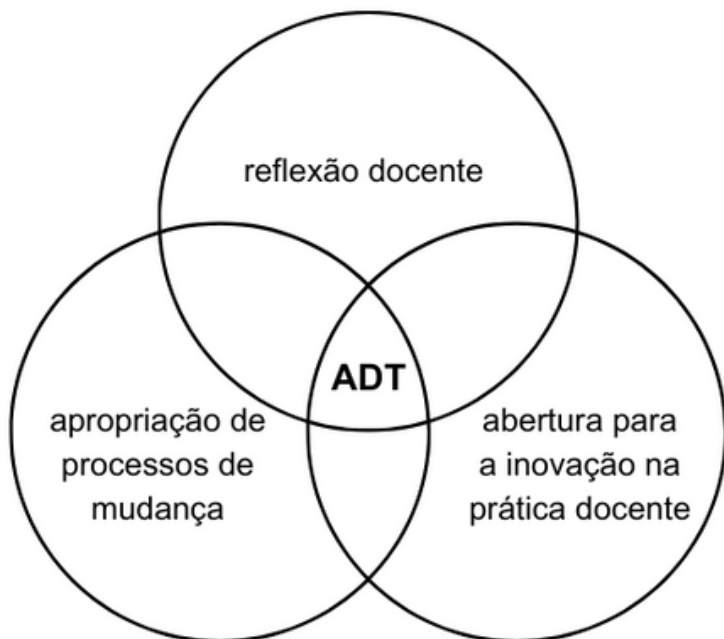 reflexão docente
ADT
apropriação de
processos de
mudança
abertura para
a inovação na
prática docente